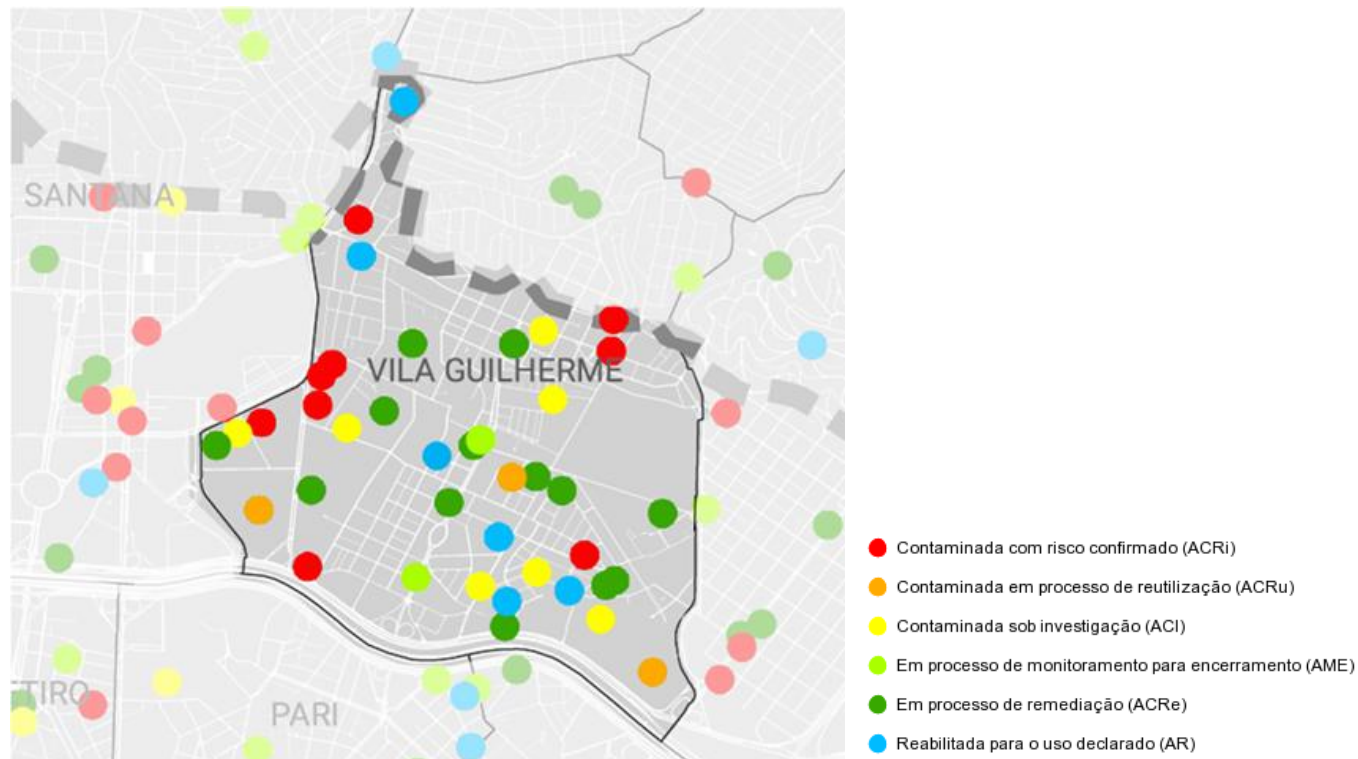 SANTANA
VILA GUILHERME
Contaminada com risco confirmado (ACRi)
Contaminada em processo de reutilização (ACRu)
Contaminada sob investigação (ACI)
Em processo de monitoramento para encerramento (AME)
ETIRO
Em processo de remediação (ACRe)
PARI
Reabilitada para o uso declarado (AR)